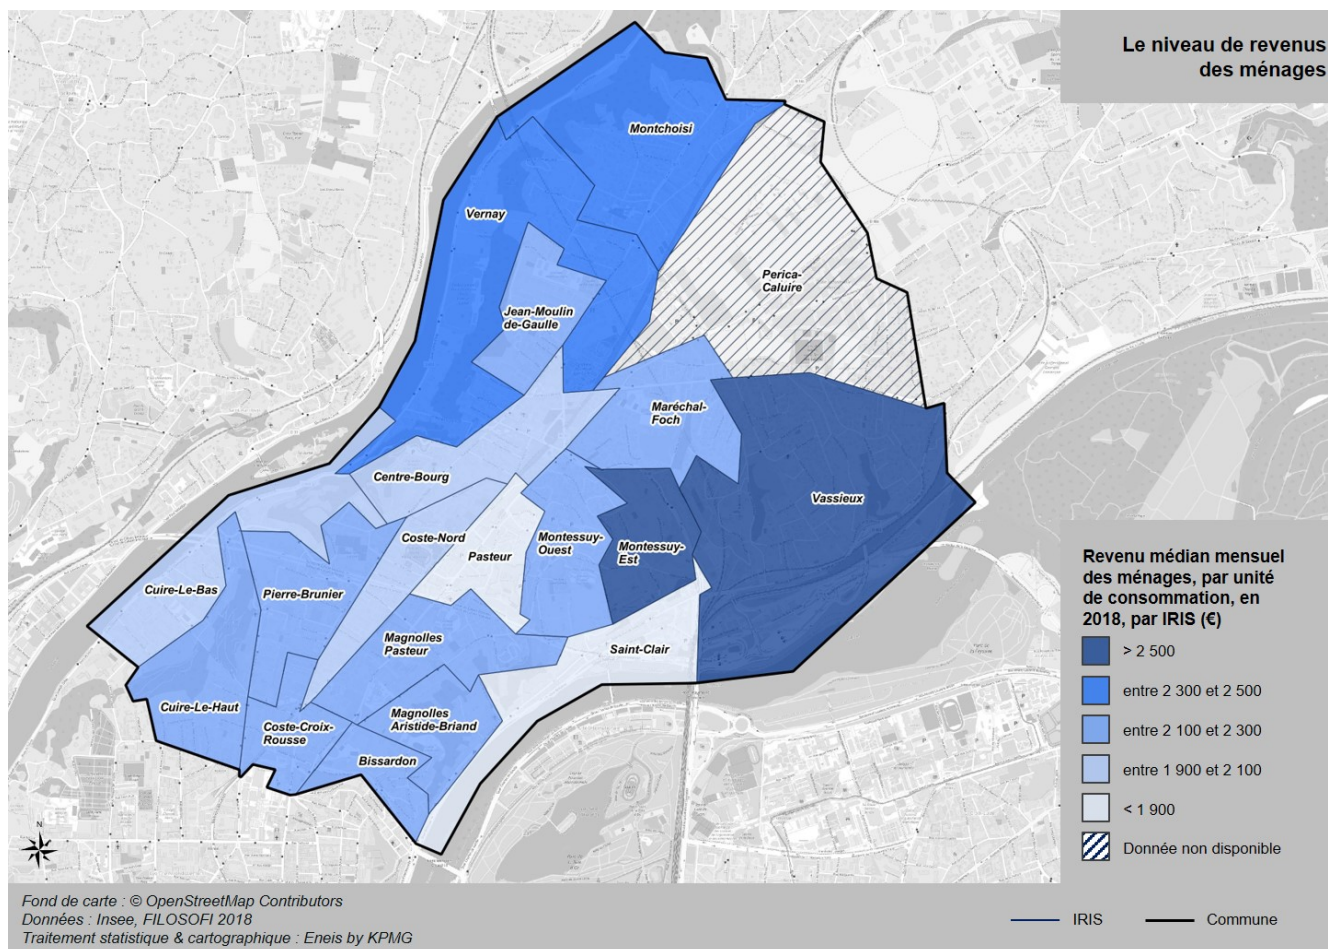 Le niveau de revenus
des ménages
Montchoisi
Vernay
Perica-
Caluire
Jean-Moulin
de-Gaulle
Maréchal-
Foch
Centre-Bourg
Vassieux
Coste-Nord
Montessuy-
Ouest
Pasteur
Montessuy-
Est
Cuire-Le-Bas
Pierre-Brunier
Magnolles
Pasteur
Saint-Clair
Cuire-Le-Haut
Coste-Croix-
Rousse
Magnolles
Aristide-Briand
Bissardon
Revenu médian mensuel
des ménages, par unité
de consommation, en
2018, par IRIS (€)
> 2 500
entre 2 300 et 2 500
entre 2 100 et 2 300
entre 1 900 et 2 100
< 1 900
Donnée non disponible
N
Fond de carte : © OpenStreetMap Contributors
Données : Insee, FILOSOFI 2018
Traitement statistique & cartographique : Eneis by KPMG
IRIS
Commune